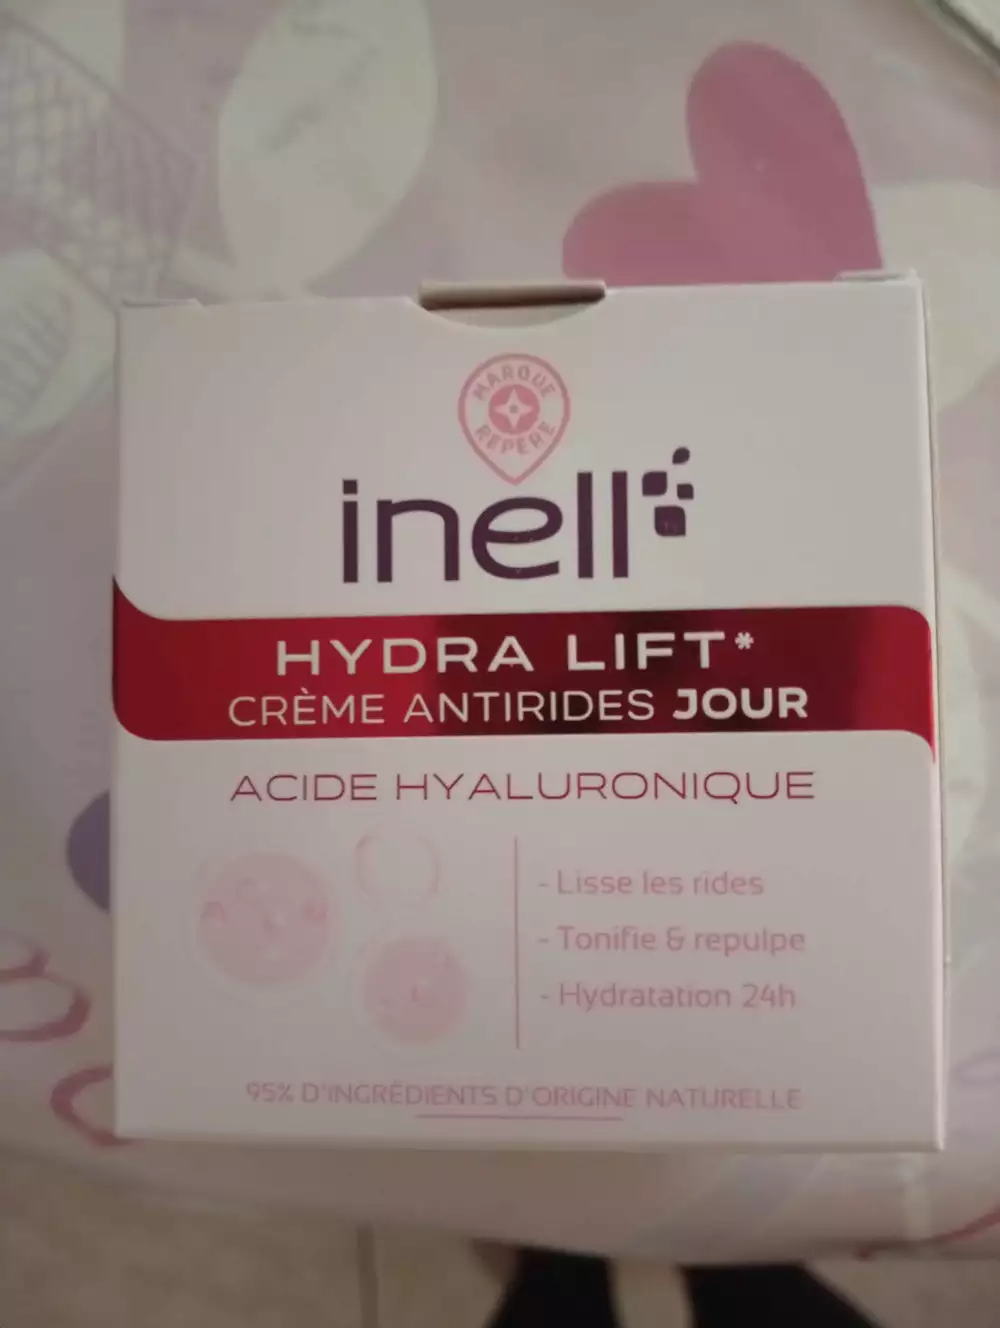 MARQUE
REPÈRE
inell
HYDRA LIFT*
CRÈME ANTIRIDES JOUR
ACIDE HYALURONIQUE
- Lisse les rides
- Tonifie & repulpe
- Hydratation 24h
95% D'INGRÉDIENTS D'ORIGINE NATURELLE